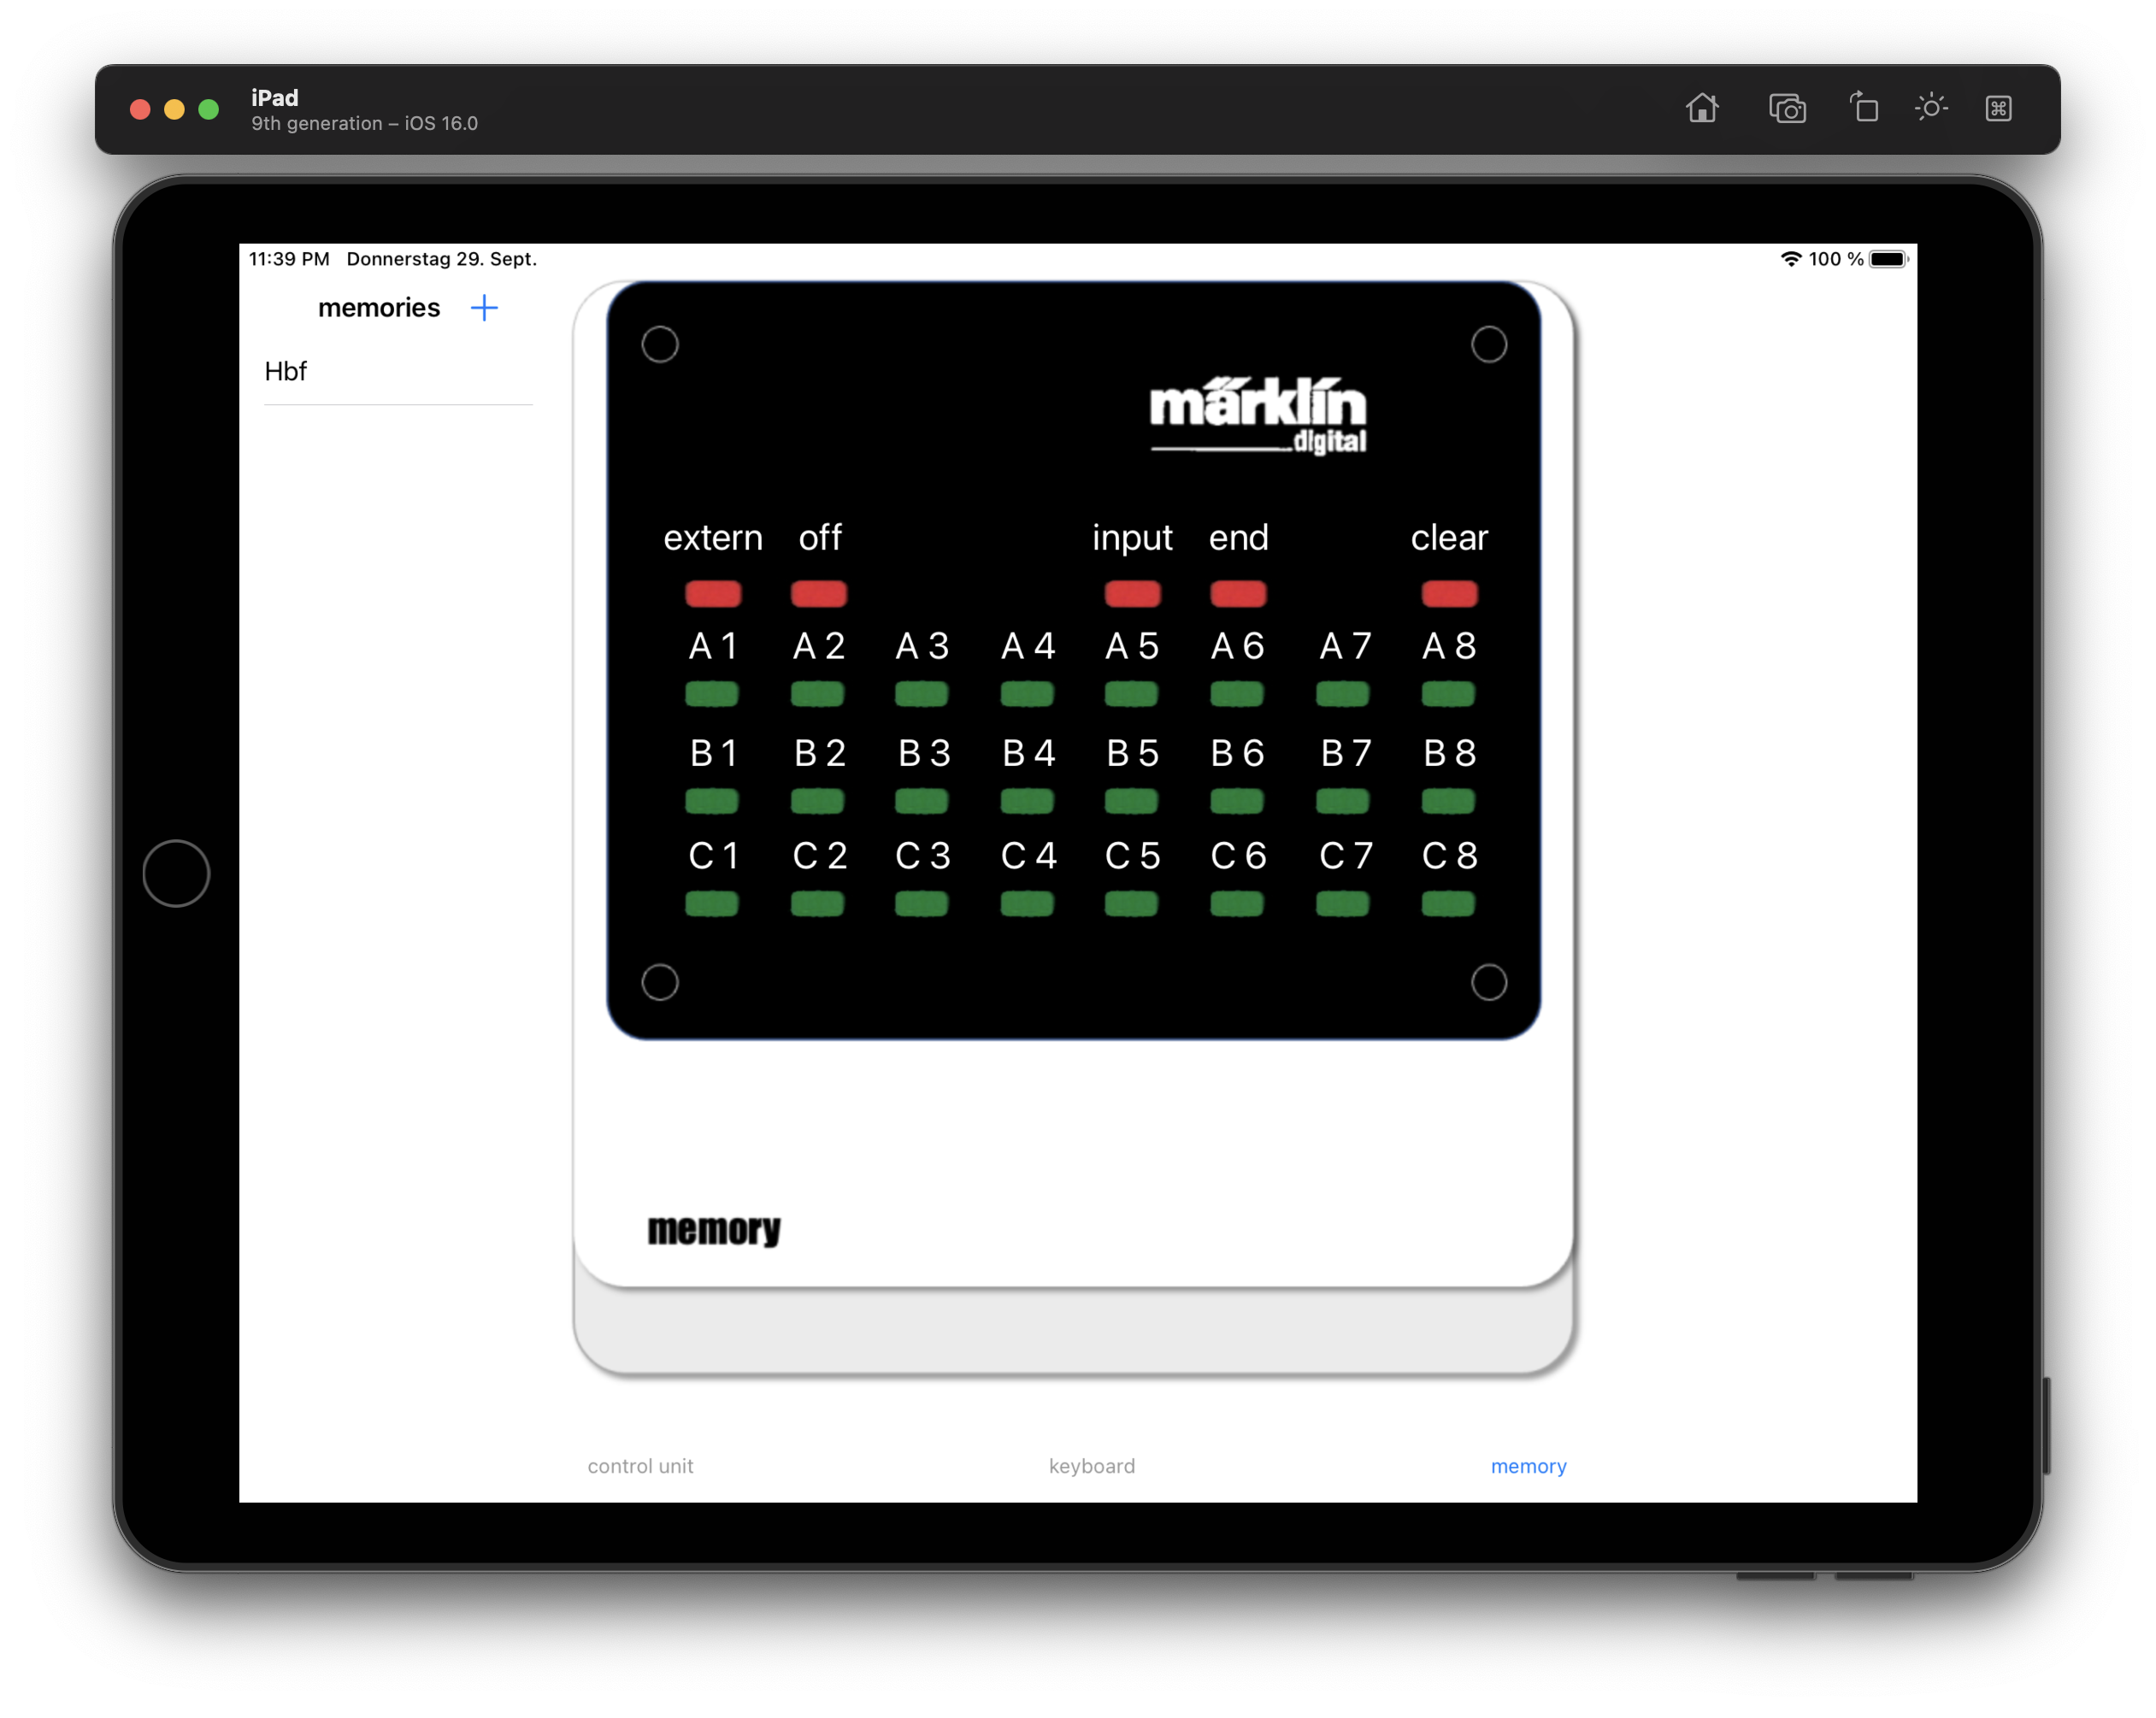 iPad
9th generation – iOS 16.0
11:39 PM Donnerstag 29. Sept.
100 %
memories +
Hbf
märklin
digital
extern off input end clear
A 1 A 2 A 3 A 4 A 5 A 6 A 7 A 8
B 1 B 2 B 3 B 4 B 5 B 6 B 7 B 8
C 1 C 2 C 3 C 4 C 5 C 6 C 7 C 8
memory
control unit keyboard memory